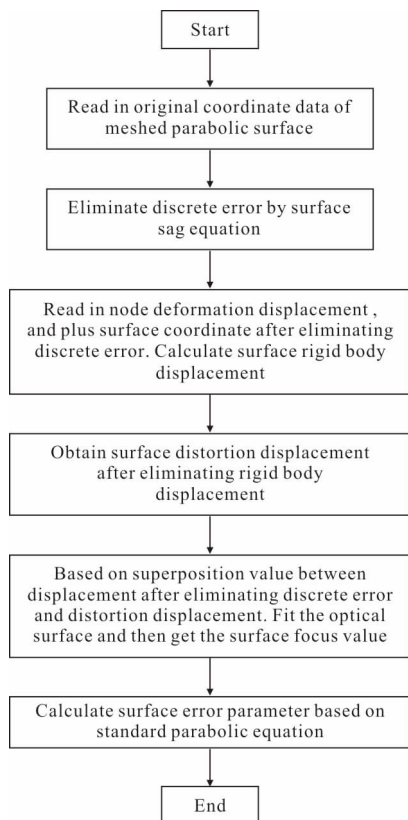 Start
Read in original coordinate data of
meshed parabolic surface
Eliminate discrete error by surface
sag equation
Read in node deformation displacement ,
and plus surface coordinate after eliminating
discrete error. Calculate surface rigid body
displacement
Obtain surface distortion displacement
after eliminating rigid body
displacement
Based on superposition value between
displacement after eliminating discrete error
and distortion displacement. Fit the optical
surface and then get the surface focus value
Calculate surface error parameter based on
standard parabolic equation
End